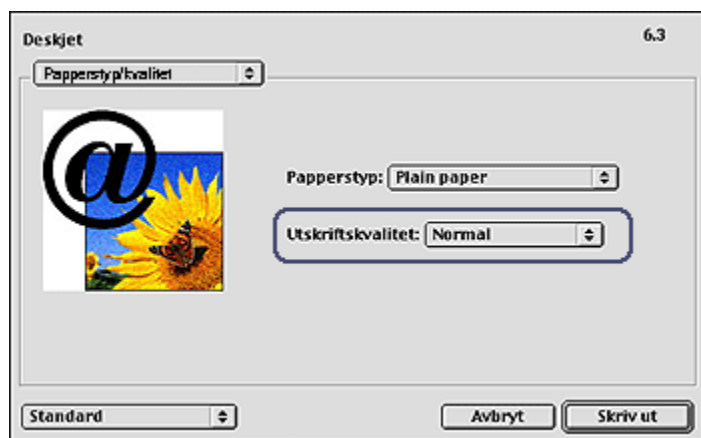 Deskjet 6.3
Papperstyp/kvalitet
@
Papperstyp: Plain paper
Utskriftskvalitet: Normal
Standard Avbryt Skriv ut